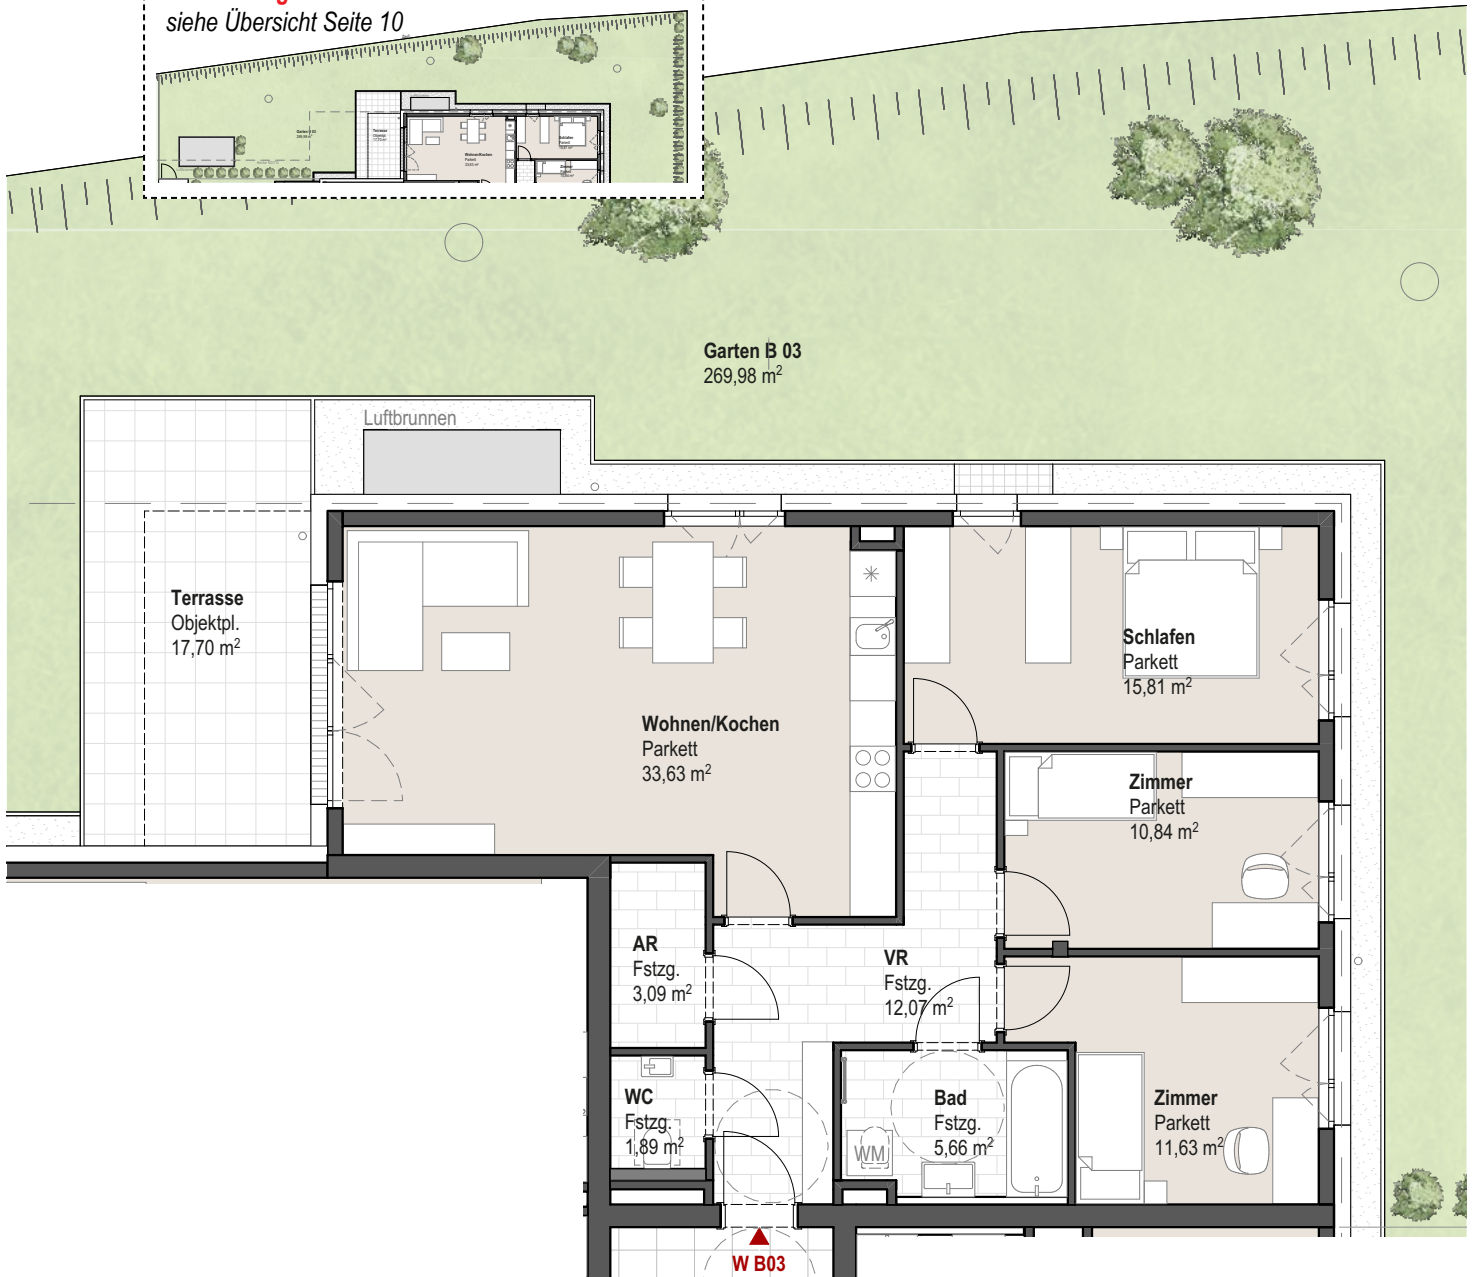 siehe Übersicht Seite 10
Garten B 03
269,98 m²
Luftbrunnen
Terrasse
Objektpl.
17,70 m²
Wohnen/Kochen
Parkett
33,63 m²
Schlafen
Parkett
15,81 m²
Zimmer
Parkett
10,84 m²
AR
Fstzg.
3,09 m²
VR
Fstzg.
12,07 m²
WC
Fstzg.
1,89 m²
Bad
Fstzg.
5,66 m²
WM
Zimmer
Parkett
11,63 m²
W B03